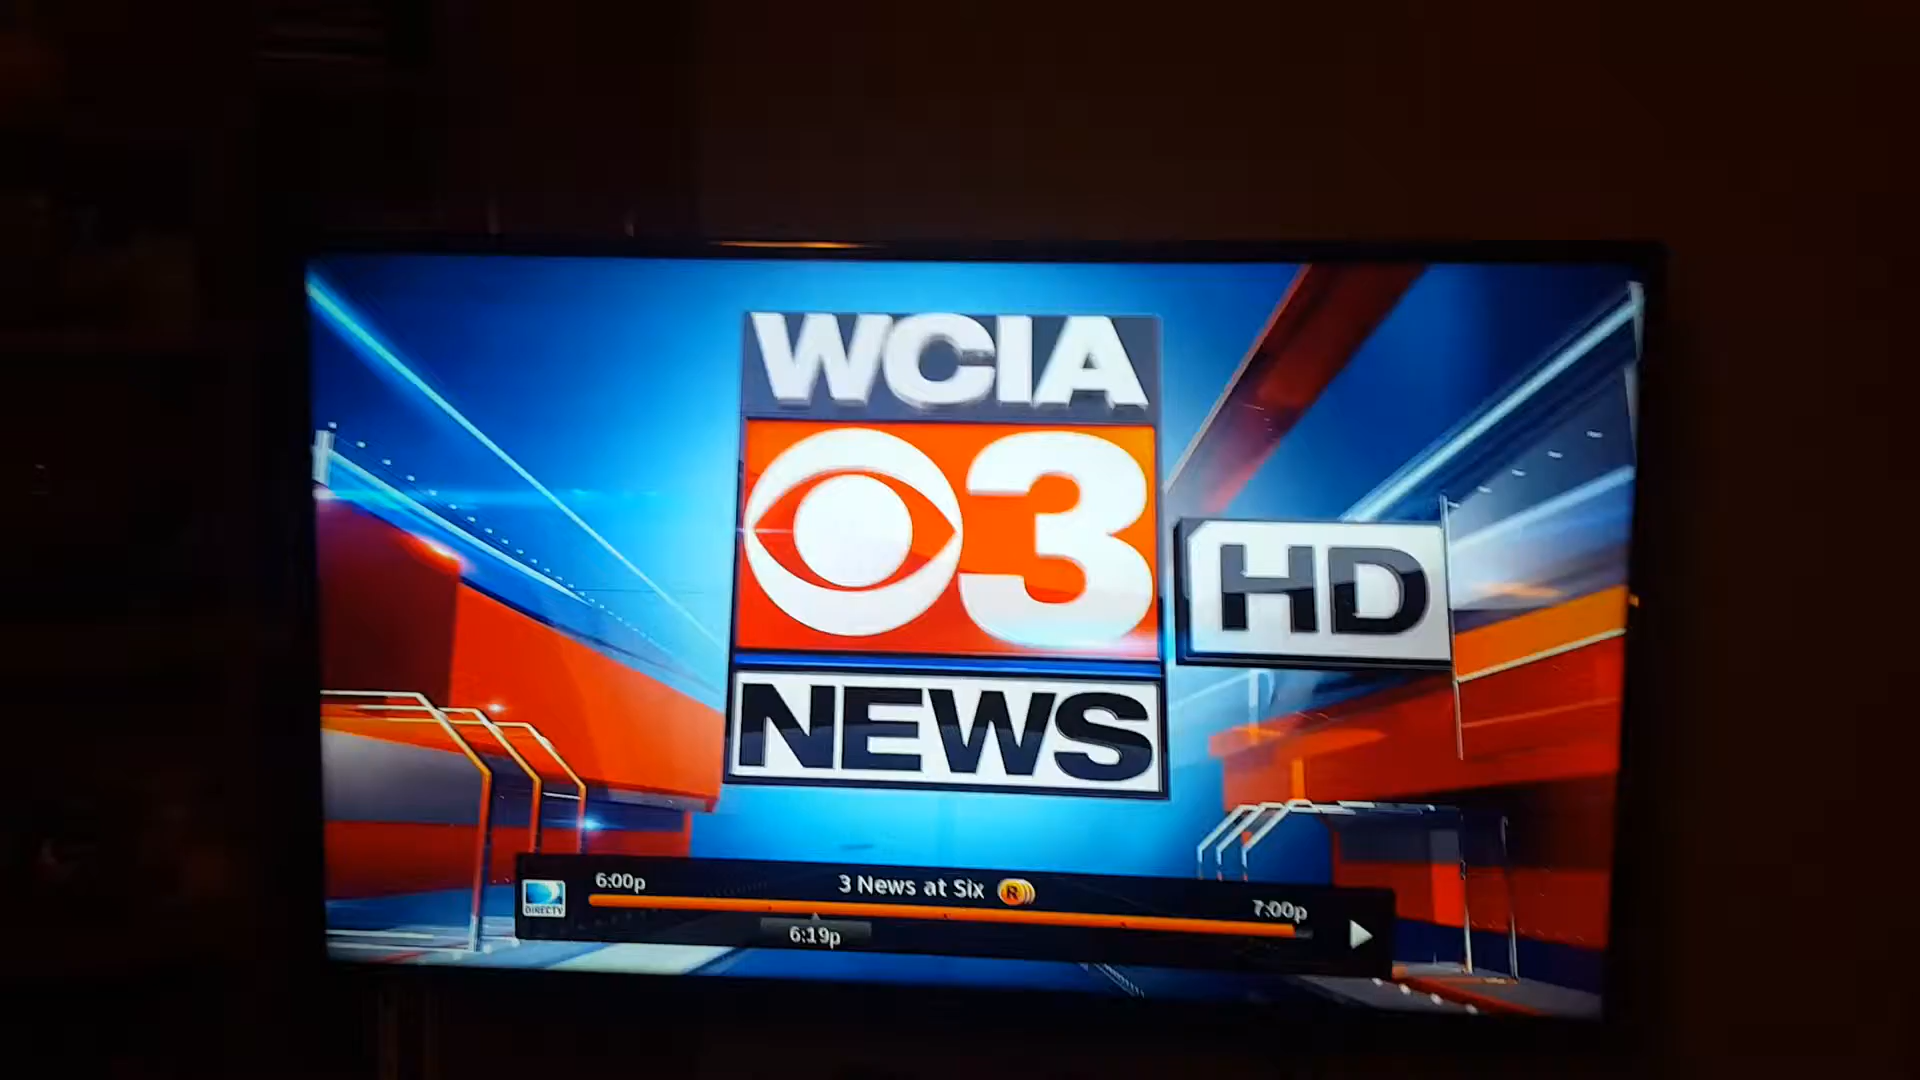 WCIA
3
HD
NEWS
6:00p
3 News at Six
R
7:00p
DIRECTV
6:19p